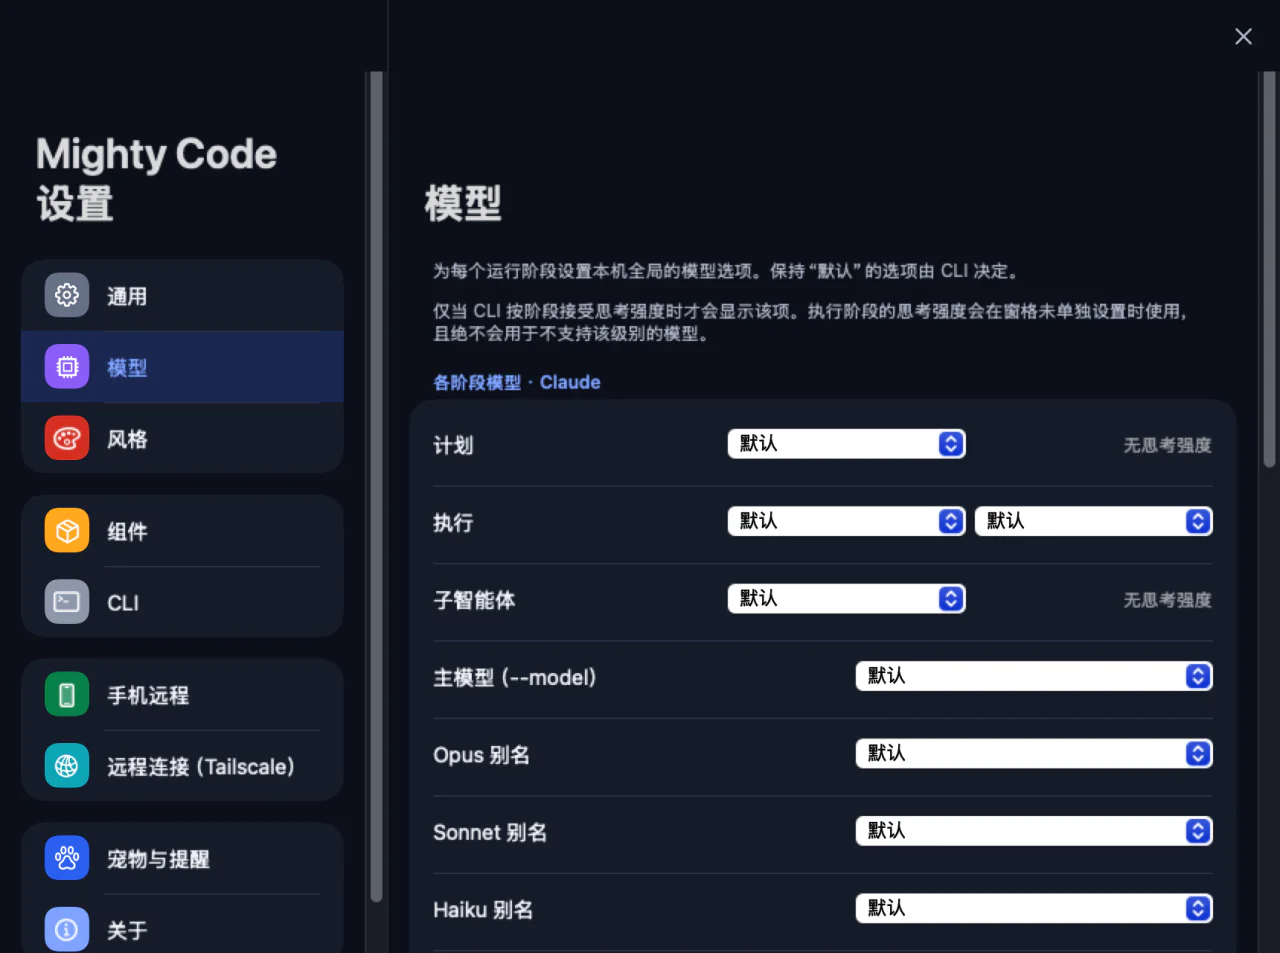 Mighty Code
设置
通用
模型
风格
组件
CLI
手机远程
远程连接 (Tailscale)
宠物与提醒
关于
模型
为每个运行阶段设置本机全局的模型选项。保持“默认”的选项由 CLI 决定。
仅当 CLI 按阶段接受思考强度时才会显示该项。执行阶段的思考强度会在窗格未单独设置时使用，
且绝不会用于不支持该级别的模型。
各阶段模型 · Claude
计划 默认 无思考强度
执行 默认 默认
子智能体 默认 无思考强度
主模型 (--model) 默认
Opus 别名 默认
Sonnet 别名 默认
Haiku 别名 默认